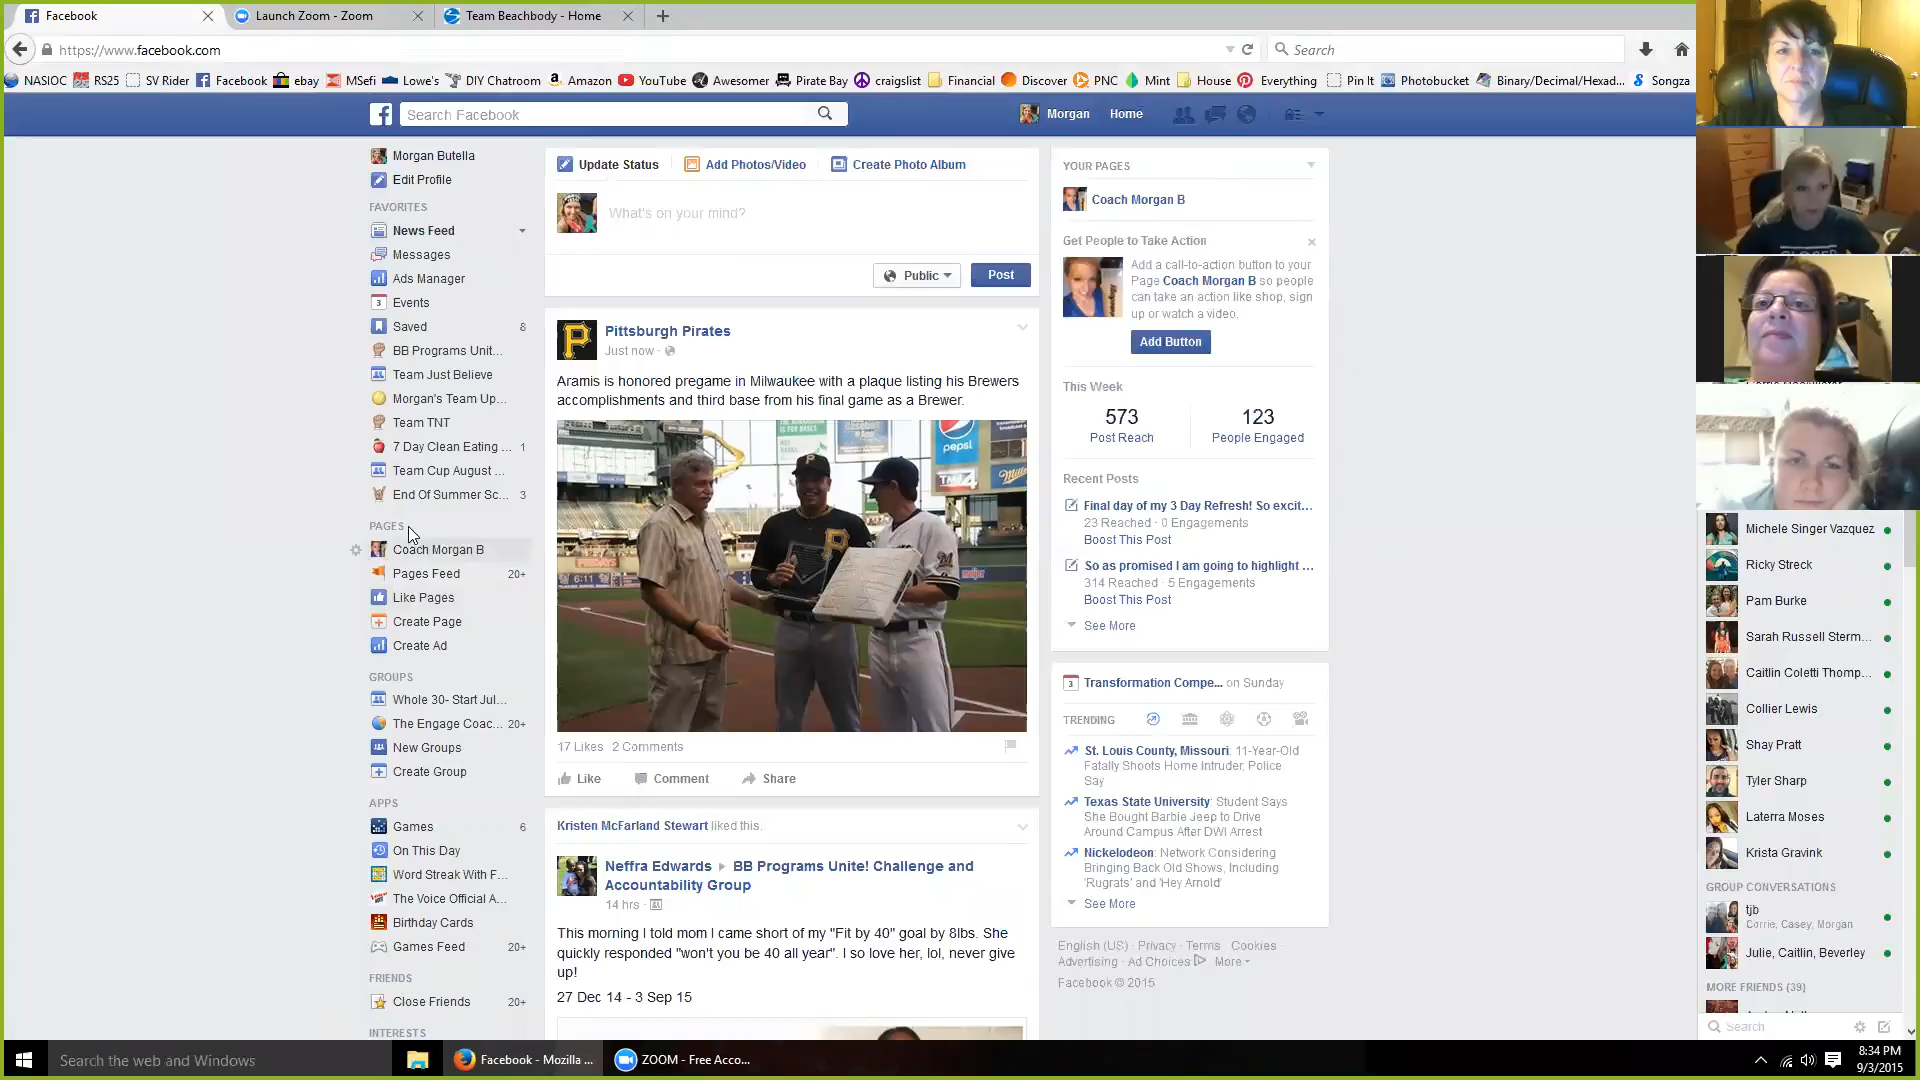 Facebook
Launch Zoom - Zoom
Team Beachbody - Home
https://www.facebook.com
Search
NASIOC
RS25
SV Rider
Facebook
ebay
MSefi
Lowe's
DIY Chatroom
Amazon
YouTube
Awesomer
Pirate Bay
craigslist
Financial
Discover
PNC
Mint
House
Everything
Pin It
Photobucket
Binary/Decimal/Hexad...
Songza
Search Facebook
Morgan
Home
Morgan Butella
Edit Profile
FAVORITES
News Feed
Messages
Ads Manager
3 Events
Saved 8
BB Programs Unit...
Team Just Believe
Morgan's Team Up...
Team TNT
7 Day Clean Eating ... 1
Team Cup August ...
End Of Summer Sc... 3
PAGES
Coach Morgan B
Pages Feed 20+
Like Pages
Create Page
Create Ad
GROUPS
Whole 30- Start Jul...
The Engage Coac... 20+
New Groups
Create Group
APPS
Games 6
On This Day
Word Streak With F...
The Voice Official A...
Birthday Cards
Games Feed 20+
FRIENDS
Close Friends 20+
INTERESTS
Update Status
Add Photos/Video
Create Photo Album
What's on your mind?
Public
Post
P
Pittsburgh Pirates
Just now ·
Aramis is honored pregame in Milwaukee with a plaque listing his Brewers
accomplishments and third base from his final game as a Brewer.
pepsi
17 Likes 2 Comments
Like
Comment
Share
Kristen McFarland Stewart liked this.
Neffra Edwards ▸ BB Programs Unite! Challenge and
Accountability Group
14 hrs ·
This morning I told mom I came short of my "Fit by 40" goal by 8lbs. She
quickly responded "won't you be 40 all year". I so love her, lol, never give
up!
27 Dec 14 - 3 Sep 15
YOUR PAGES
Coach Morgan B
Get People to Take Action
Add a call-to-action button to your
Page Coach Morgan B so people
can take an action like shop, sign
up or watch a video.
Add Button
This Week
573
Post Reach
123
People Engaged
Recent Posts
Final day of my 3 Day Refresh! So excit...
23 Reached · 0 Engagements
Boost This Post
So as promised I am going to highlight ...
314 Reached · 5 Engagements
Boost This Post
See More
3 Transformation Compe... on Sunday
TRENDING
St. Louis County, Missouri: 11-Year-Old
Fatally Shoots Home Intruder, Police
Say
Texas State University: Student Says
She Bought Barbie Jeep to Drive
Around Campus After DWI Arrest
Nickelodeon: Network Considering
Bringing Back Old Shows, Including
'Rugrats' and 'Hey Arnold'
See More
English (US) · Privacy · Terms · Cookies ·
Advertising · Ad Choices · More
Facebook © 2015
Michele Singer Vazquez
Ricky Streck
Pam Burke
Sarah Russell Sterm...
Caitlin Coletti Thomp...
Collier Lewis
Shay Pratt
Tyler Sharp
Laterra Moses
Krista Gravink
GROUP CONVERSATIONS
tjb
Corrie, Casey, Morgan
Julie, Caitlin, Beverley
MORE FRIENDS (39)
Search
Search the web and Windows
Facebook - Mozilla ...
ZOOM - Free Acco...
8:34 PM
9/3/2015